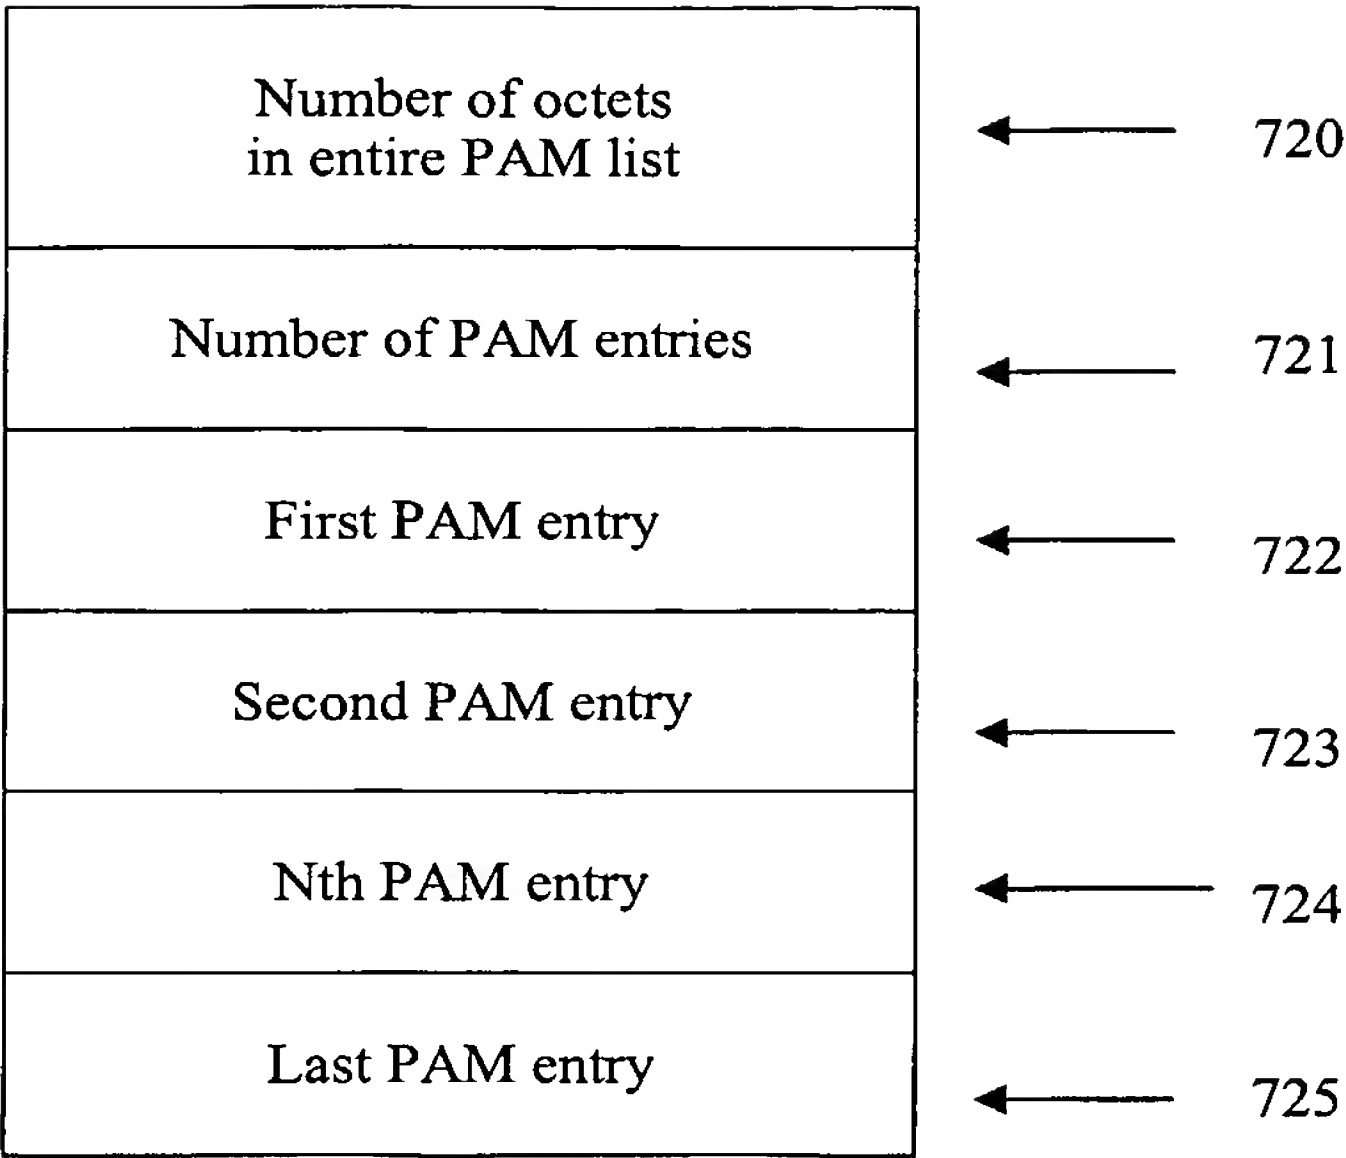 Number of octets
in entire PAM list
720
Number of PAM entries
721
First PAM entry
722
Second PAM entry
723
Nth PAM entry
724
Last PAM entry
725